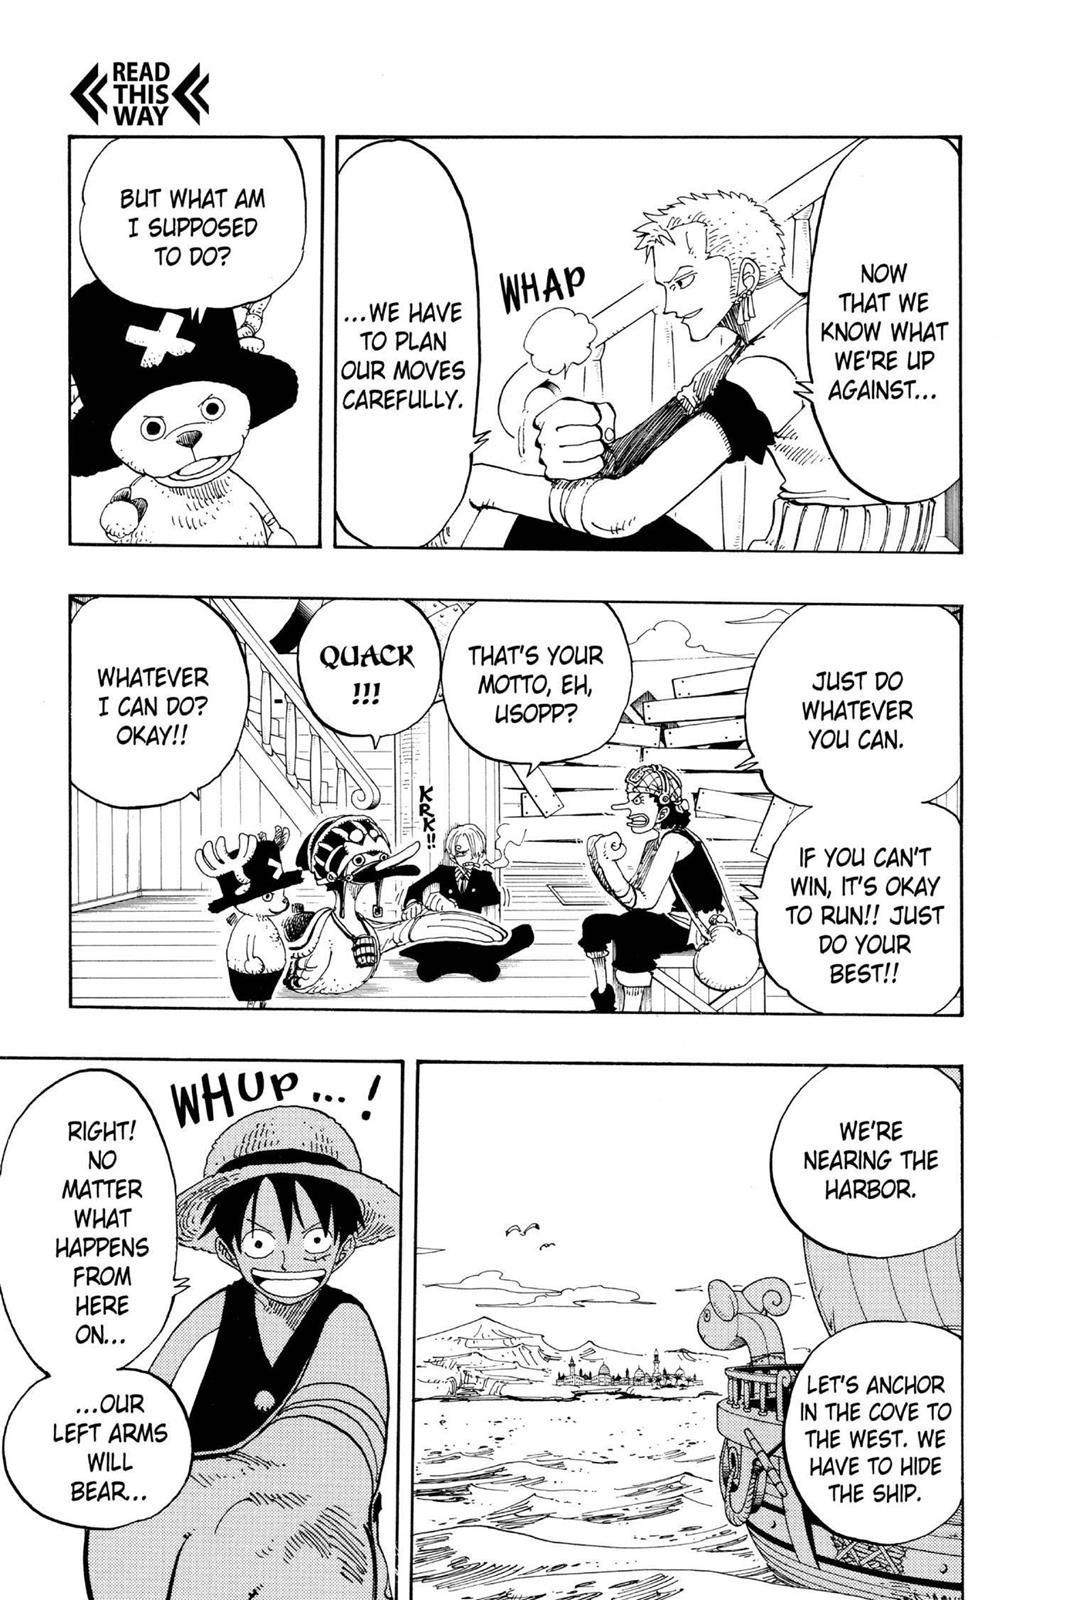 READ
THIS
WAY
NOW
THAT WE
KNOW WHAT
WE'RE UP
AGAINST...
WHAP
...WE HAVE
TO PLAN
OUR MOVES
CAREFULLY.
BUT WHAT AM
I SUPPOSED
TO DO?
JUST DO
WHATEVER
YOU CAN.
IF YOU CAN'T
WIN, IT'S OKAY
TO RUN!! JUST
DO YOUR
BEST!!
THAT'S YOUR
MOTTO, EH,
USOPP?
KRK!!
QUACK
!!!
WHATEVER
I CAN DO?
OKAY!!
WE'RE
NEARING THE
HARBOR.
LET'S ANCHOR
IN THE COVE TO
THE WEST. WE
HAVE TO HIDE
THE SHIP.
WHUP...!
RIGHT!
NO
MATTER
WHAT
HAPPENS
FROM
HERE
ON...
...OUR
LEFT ARMS
WILL
BEAR...